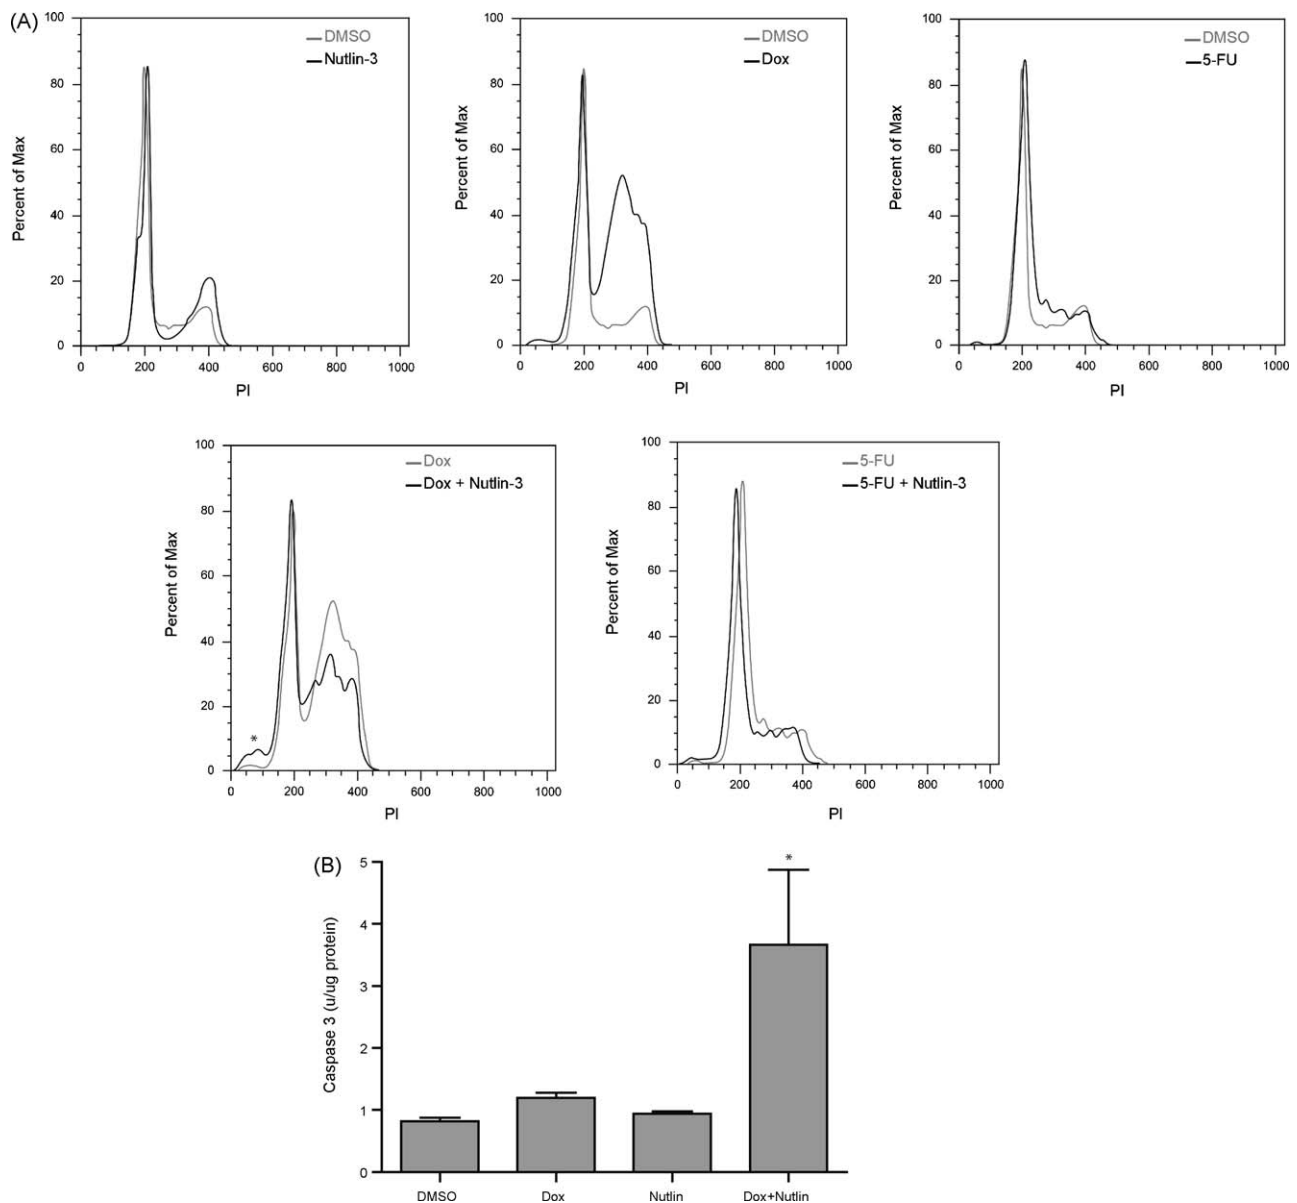 (A)
DMSO
Nutlin-3
Percent of Max
100
80
60
40
20
0
0 200 400 600 800 1000
PI
DMSO
Dox
Percent of Max
100
80
60
40
20
0
0 200 400 600 800 1000
PI
DMSO
5-FU
Percent of Max
100
80
60
40
20
0
0 200 400 600 800 1000
PI
Dox
Dox + Nutlin-3
Percent of Max
100
80
60
40
20
0
*
0 200 400 600 800 1000
PI
5-FU
5-FU + Nutlin-3
Percent of Max
100
80
60
40
20
0
0 200 400 600 800 1000
PI
(B)
Caspase 3 (u/ug protein)
5
4
3
2
1
0
*
DMSO Dox Nutlin Dox+Nutlin